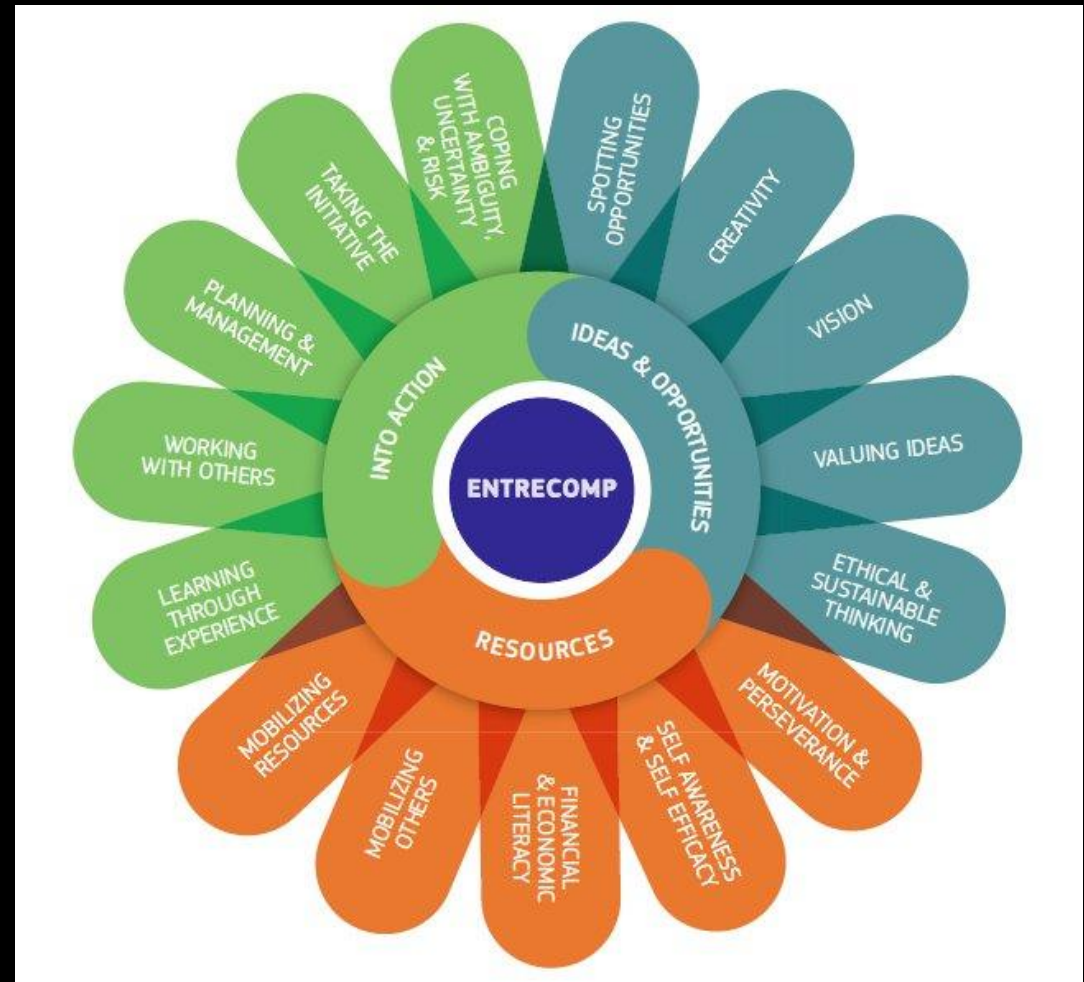 ENTRECOMP
IDEAS & OPPORTUNITIES
SPOTTING
OPPORTUNITIES
CREATIVITY
VISION
VALUING IDEAS
ETHICAL &
SUSTAINABLE
THINKING
RESOURCES
MOTIVATION &
PERSEVERANCE
SELF AWARENESS
& SELF EFFICACY
FINANCIAL
& ECONOMIC
LITERACY
MOBILIZING
OTHERS
MOBILIZING
RESOURCES
INTO ACTION
LEARNING
THROUGH
EXPERIENCE
WORKING
WITH OTHERS
PLANNING &
MANAGEMENT
TAKING THE
INITIATIVE
COPING
WITH AMBIGUITY,
UNCERTAINTY
& RISK